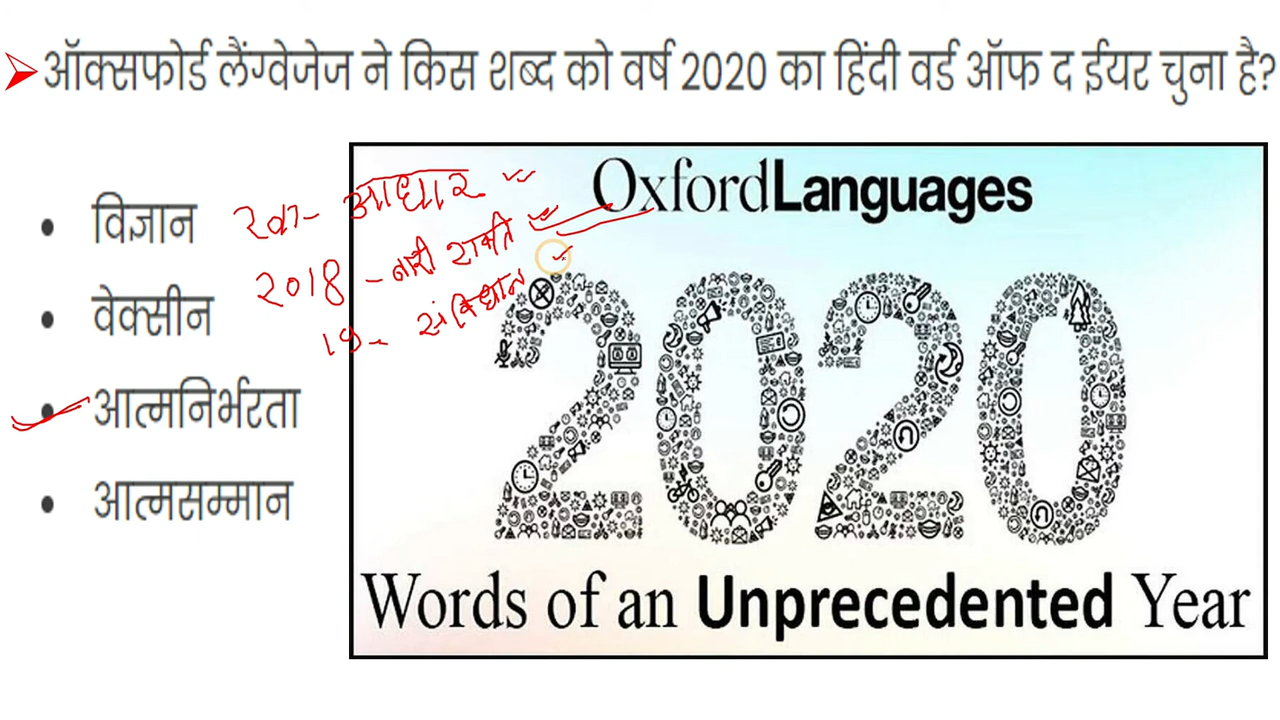 ऑक्सफोर्ड लैंग्वेजेज ने किस शब्द को वर्ष 2020 का हिंदी वर्ड ऑफ द ईयर चुना है?
विज्ञान
वेक्सीन
आत्मनिर्भरता
आत्मसम्मान
आधार
2018 - नारी शक्ति
19 - संविधान
OxfordLanguages
2020
Words of an Unprecedented Year